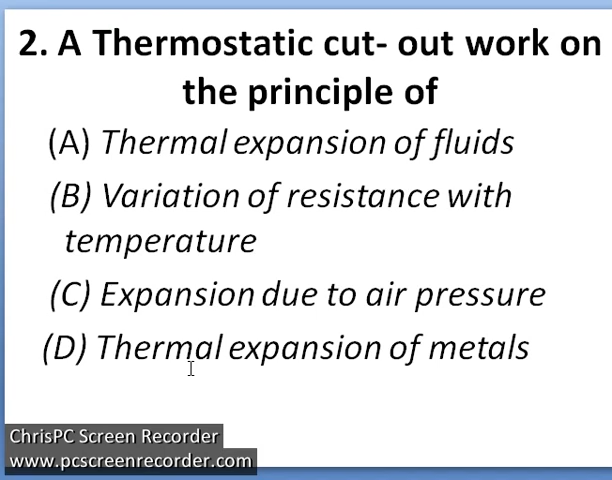 2. A Thermostatic cut- out work on
the principle of
(A) Thermal expansion of fluids
(B) Variation of resistance with
temperature
(C) Expansion due to air pressure
(D) Thermal expansion of metals
ChrisPC Screen Recorder
www.pcscreenrecorder.com